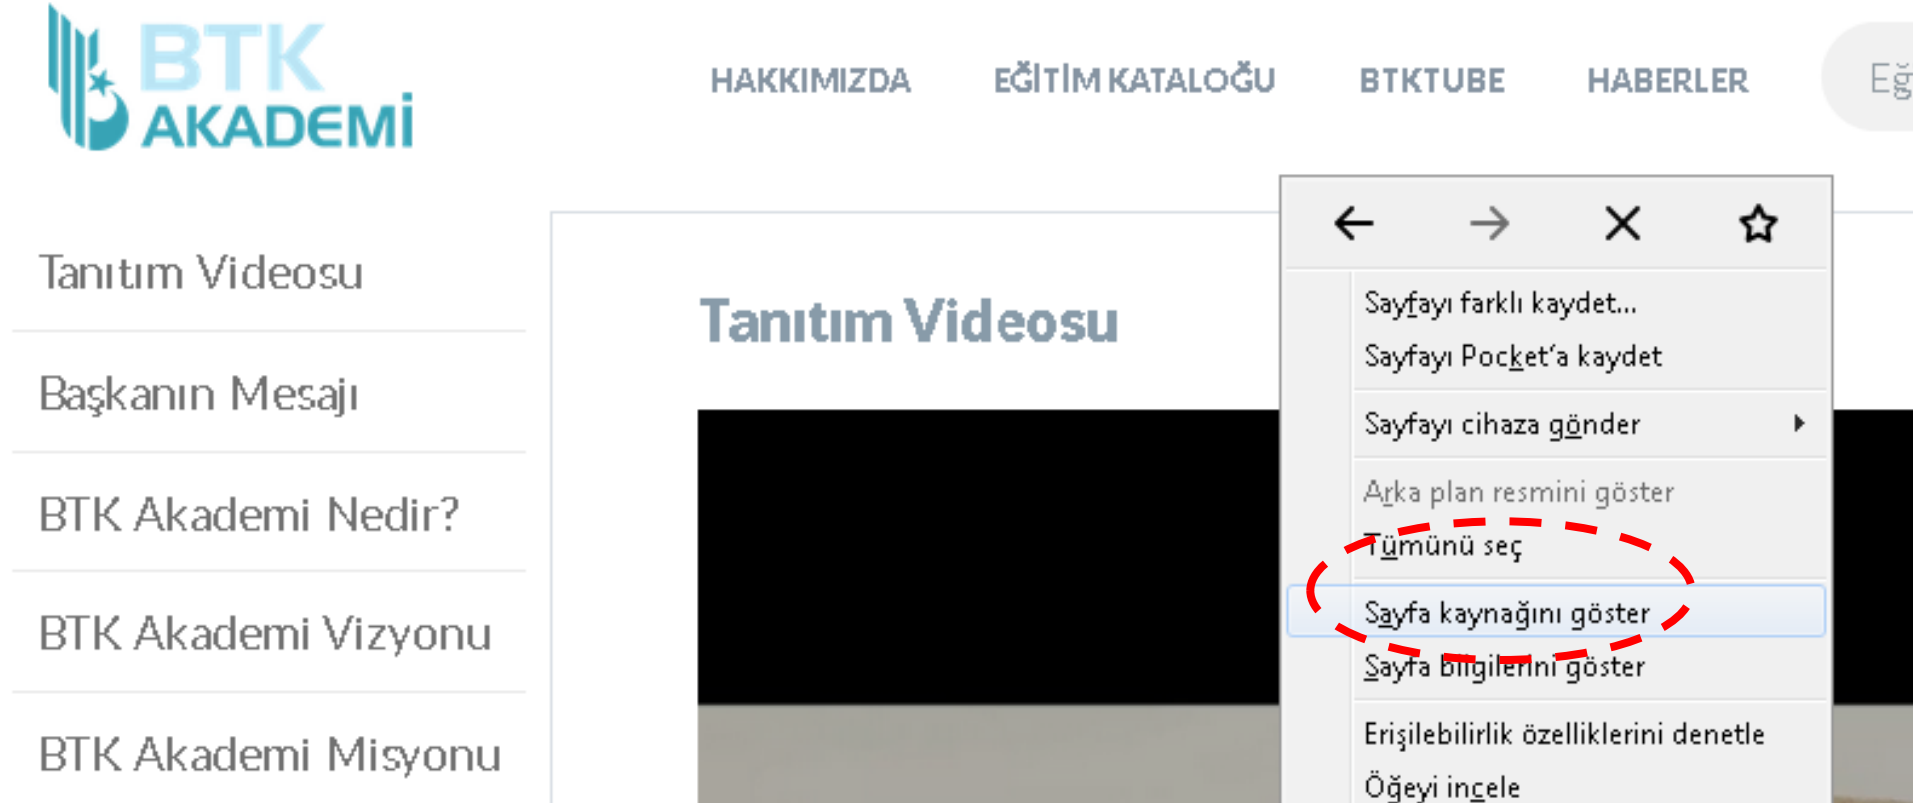 BTK
AKADEMİ
HAKKIMIZDA
EĞİTİM KATALOĞU
BTKTUBE
HABERLER
Eğ
Tanıtım Videosu
Başkanın Mesajı
BTK Akademi Nedir?
BTK Akademi Vizyonu
BTK Akademi Misyonu
Tanıtım Videosu
Sayfayı farklı kaydet...
Sayfayı Pocket'a kaydet
Sayfayı cihaza gönder
Arka plan resmini göster
Tümünü seç
Sayfa kaynağını göster
Sayfa bilgilerini göster
Erişilebilirlik özelliklerini denetle
Öğeyi incele